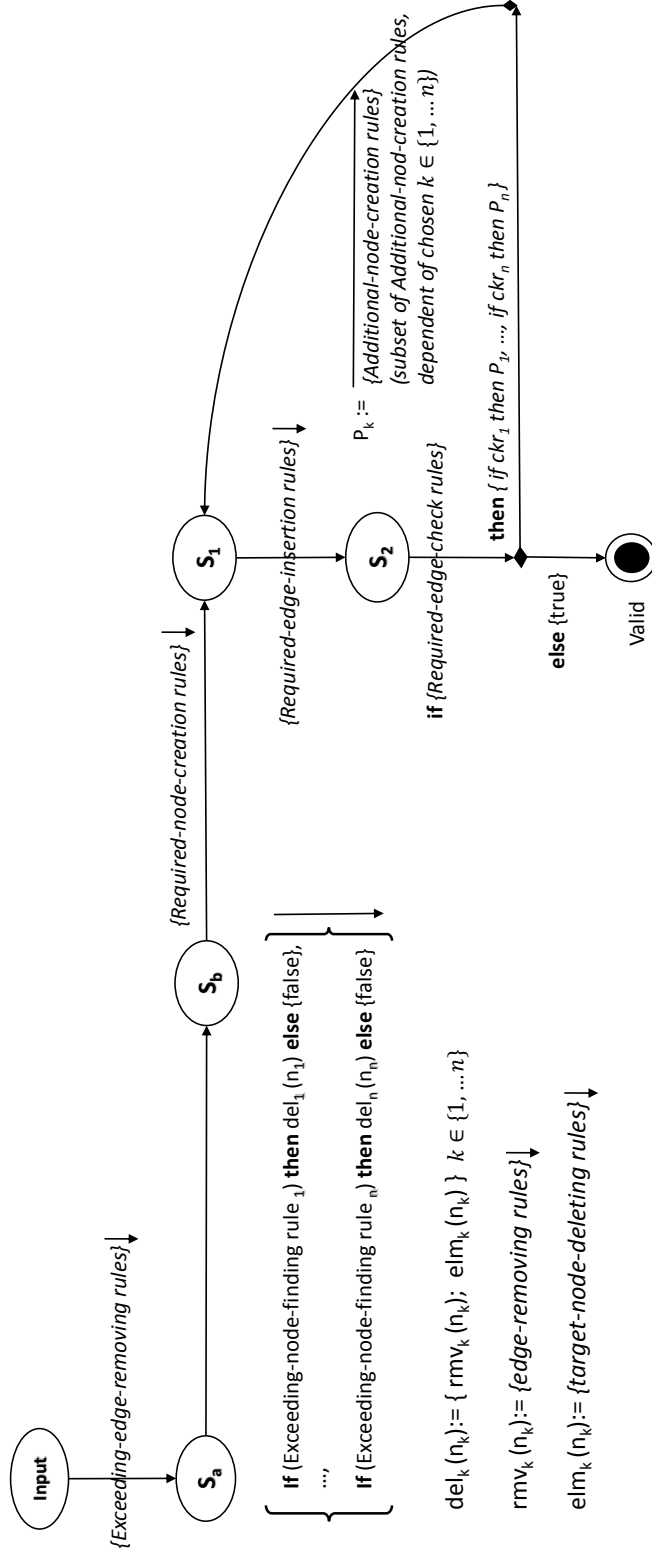 Input
{Exceeding-edge-removing rules}
Sa
If (Exceeding-node-finding rule 1) then del1 (n1) else {false},
...,
If (Exceeding-node-finding rule n) then deln (nn) else {false}
delk (nk):= { rmvk (nk); elmk (nk) } k ∈ {1, … n}
rmvk (nk):= {edge-removing rules}
elmk (nk):= {target-node-deleting rules}
Sb
{Required-node-creation rules}
S1
{Required-edge-insertion rules}
S2
if {Required-edge-check rules}
then { if ckr1 then P1, ..., if ckrn then Pn}
else {true}
Valid
Pk := {Additional-node-creation rules}
(subset of Additional-nod-creation rules,
dependent of chosen k ∈ {1, … n})